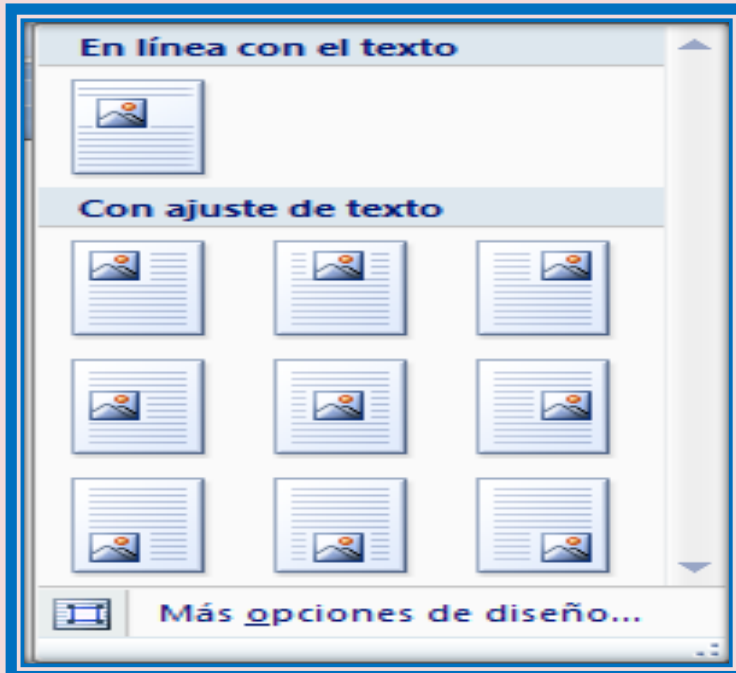 En línea con el texto
Con ajuste de texto
Más opciones de diseño...